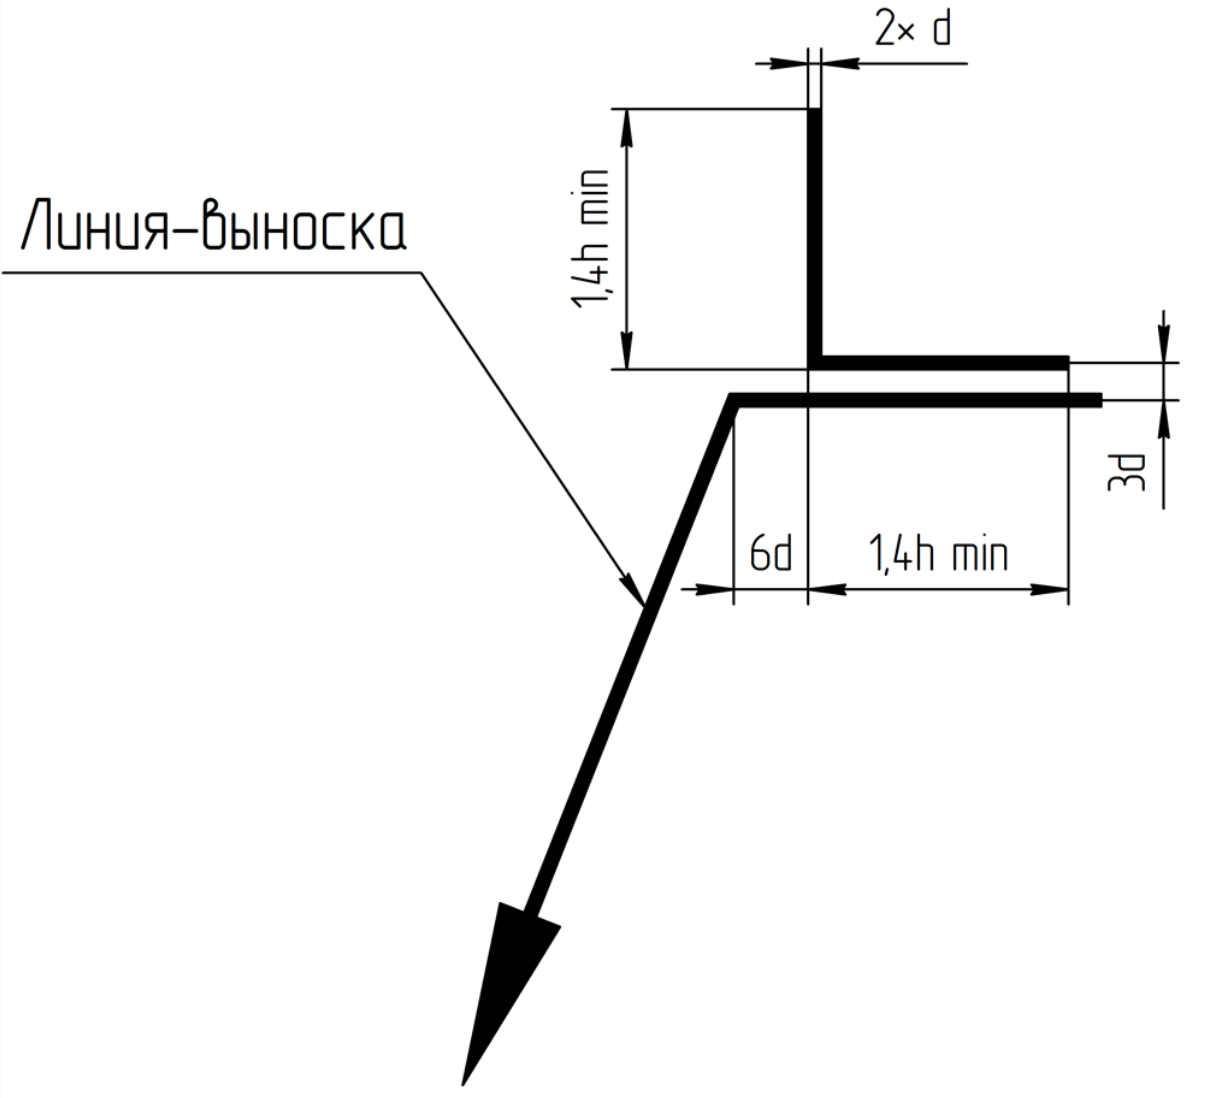 2× d
1,4h min
Линия-выноска
3d
6d
1,4h min